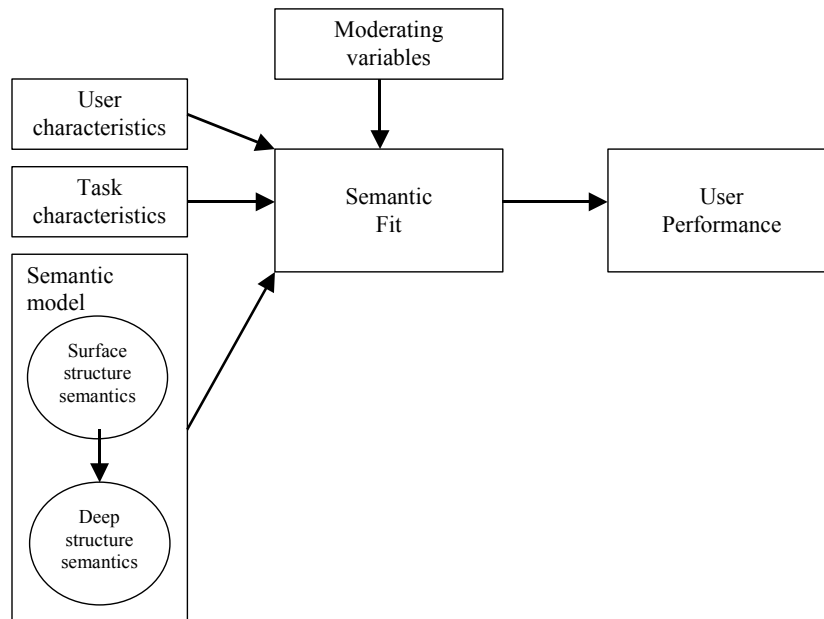 Moderating
variables
User
characteristics
Task
characteristics
Semantic
Fit
User
Performance
Semantic
model
Surface
structure
semantics
Deep
structure
semantics